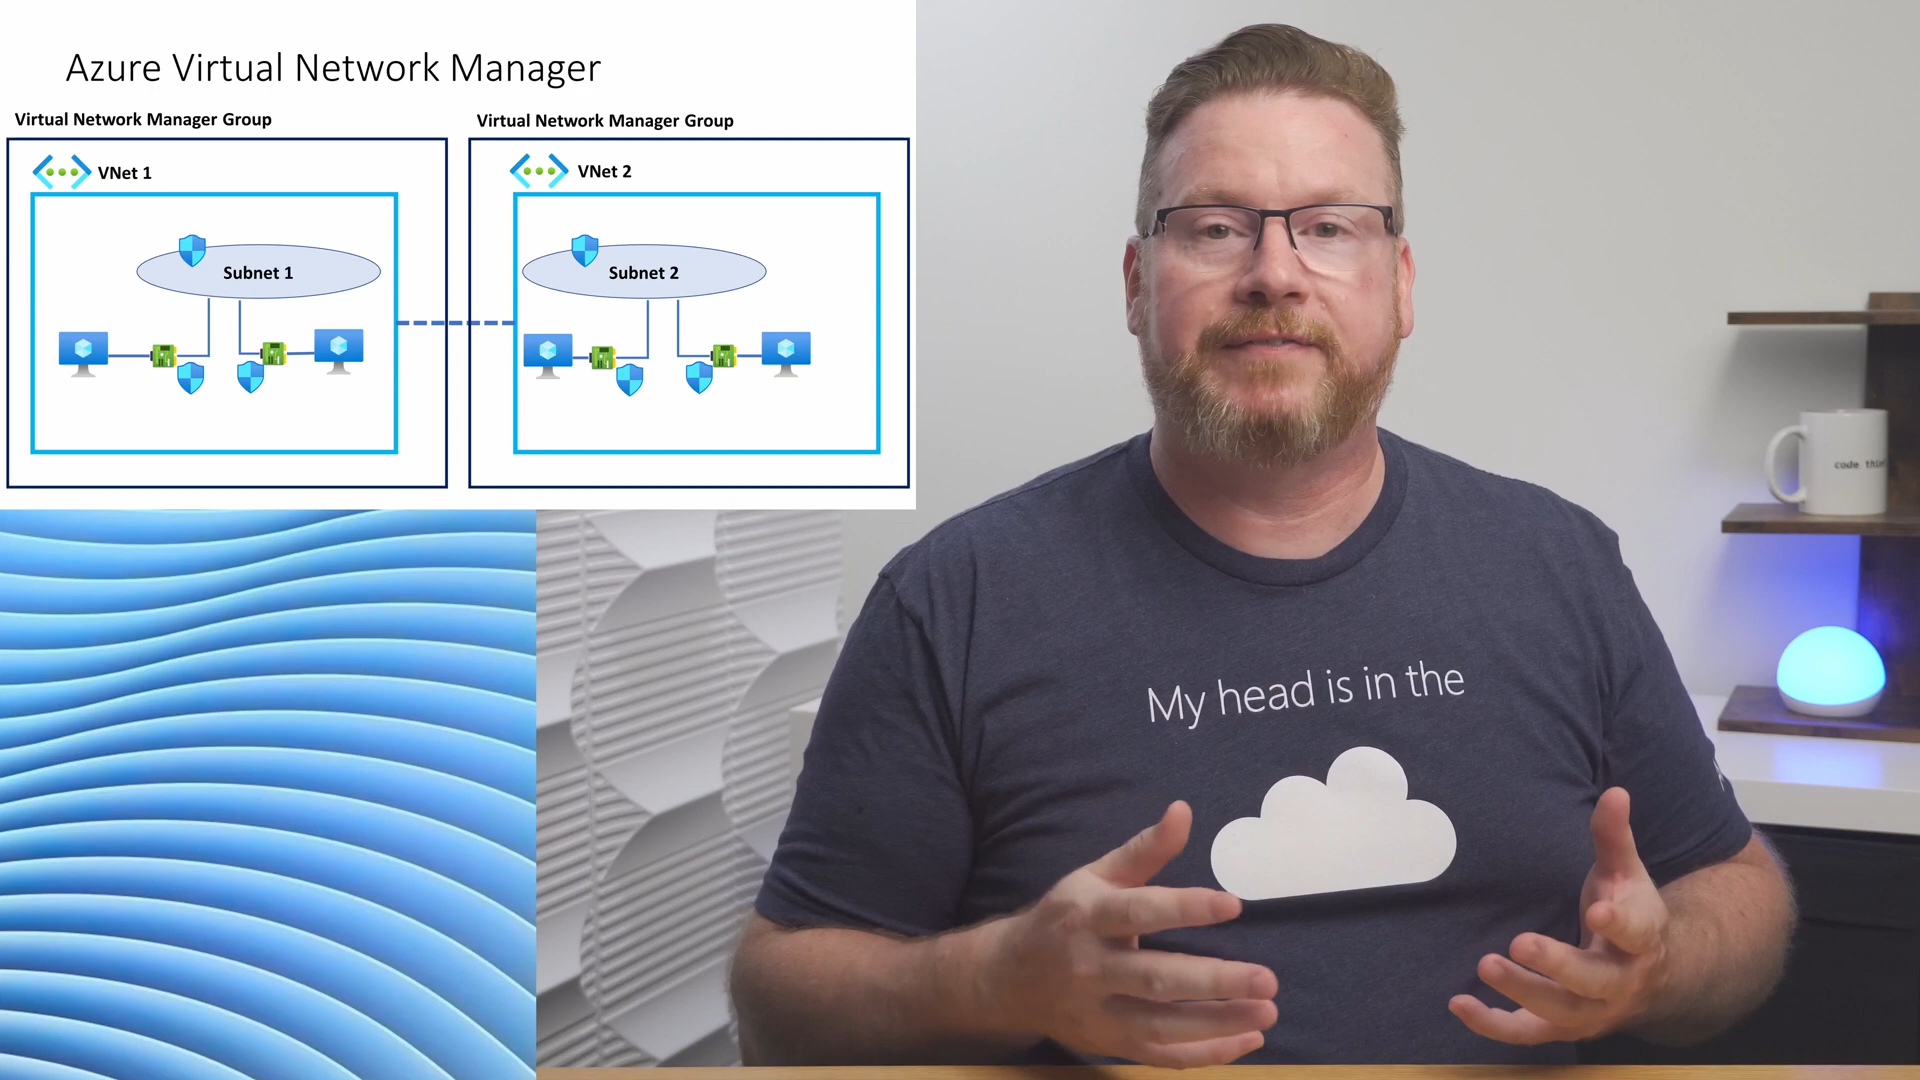 Azure Virtual Network Manager
Virtual Network Manager Group
Virtual Network Manager Group
VNet 1
VNet 2
Subnet 1
Subnet 2
My head is in the
code